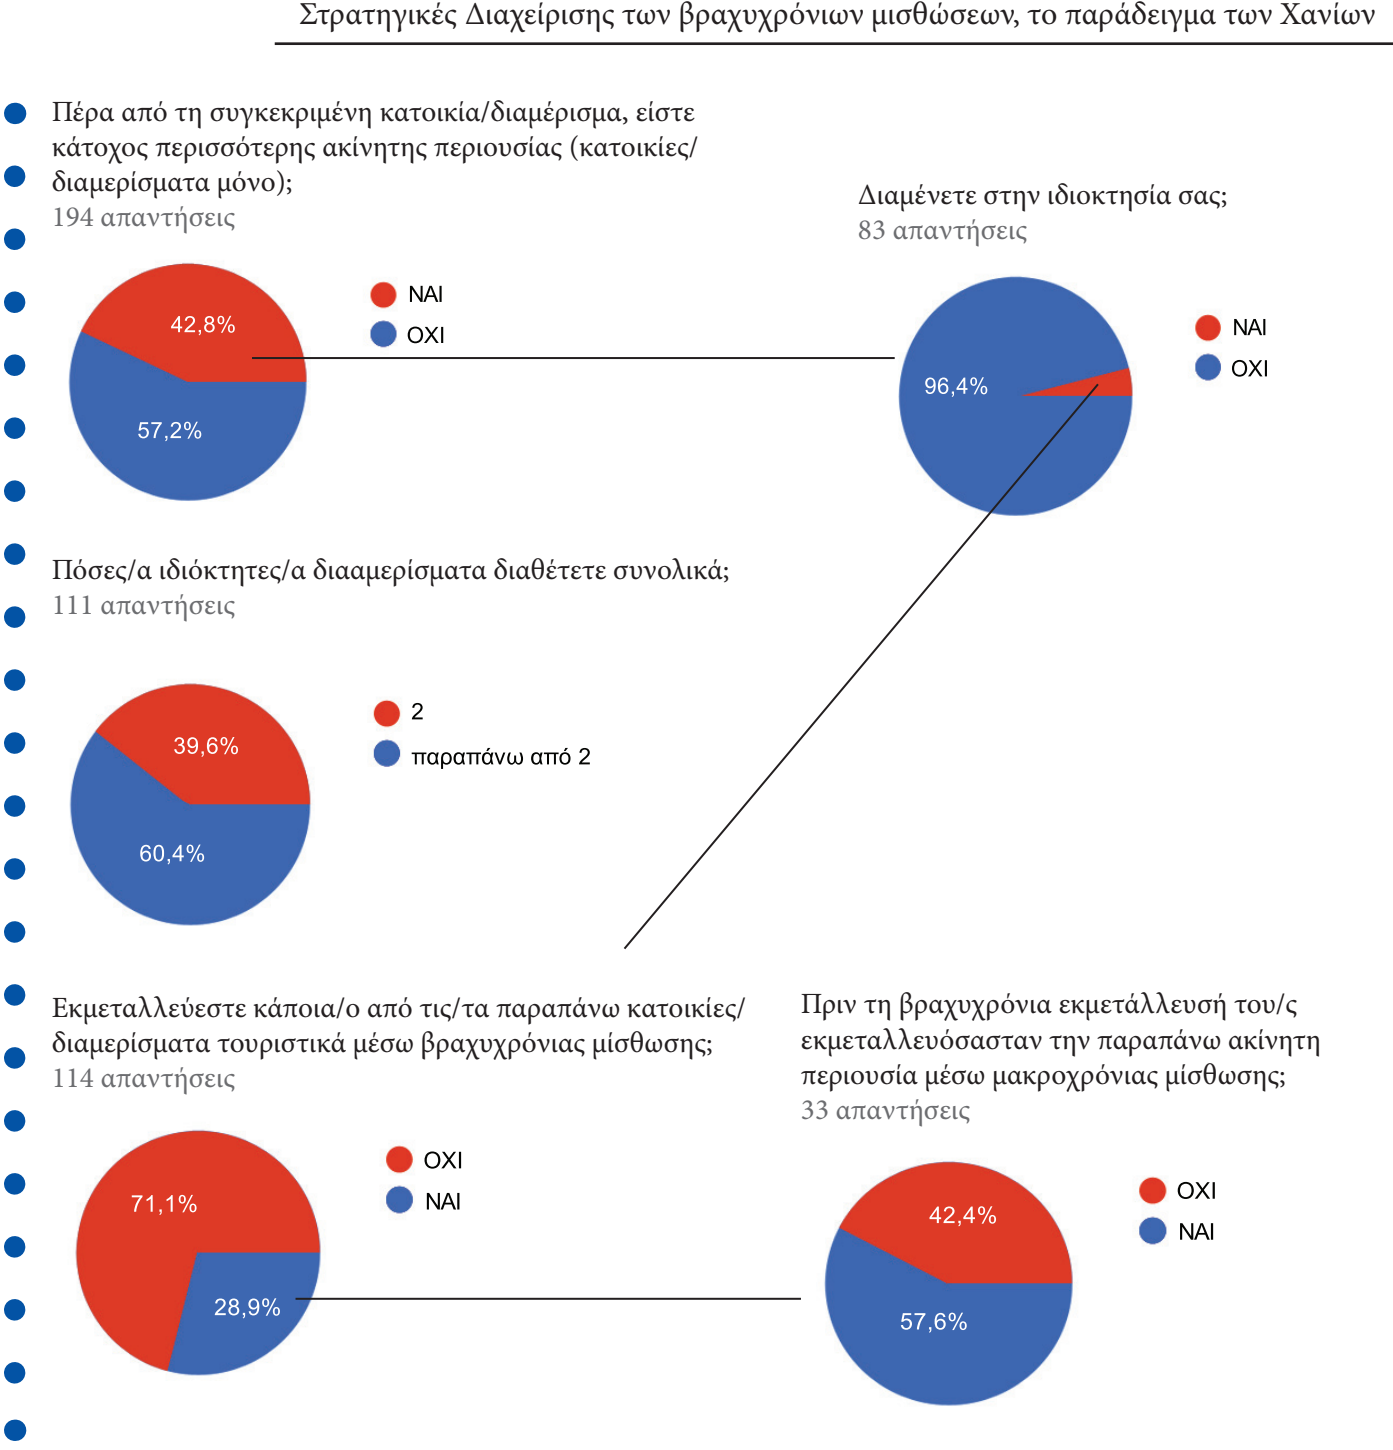 Στρατηγικές Διαχείρισης των βραχυχρόνιων μισθώσεων, το παράδειγμα των Χανίων
Πέρα από τη συγκεκριμένη κατοικία/διαμέρισμα, είστε
κάτοχος περισσότερης ακίνητης περιουσίας (κατοικίες/
διαμερίσματα μόνο);
194 απαντήσεις
42,8%
57,2%
ΝΑΙ
ΟΧΙ
Διαμένετε στην ιδιοκτησία σας;
83 απαντήσεις
96,4%
ΝΑΙ
ΟΧΙ
Πόσες/α ιδιόκτητες/α διααμερίσματα διαθέτετε συνολικά;
111 απαντήσεις
39,6%
60,4%
2
παραπάνω από 2
Εκμεταλλεύεστε κάποια/ο από τις/τα παραπάνω κατοικίες/
διαμερίσματα τουριστικά μέσω βραχυχρόνιας μίσθωσης;
114 απαντήσεις
71,1%
28,9%
ΟΧΙ
ΝΑΙ
Πριν τη βραχυχρόνια εκμετάλλευσή του/ς
εκμεταλλευόσασταν την παραπάνω ακίνητη
περιουσία μέσω μακροχρόνιας μίσθωσης;
33 απαντήσεις
42,4%
57,6%
ΟΧΙ
ΝΑΙ